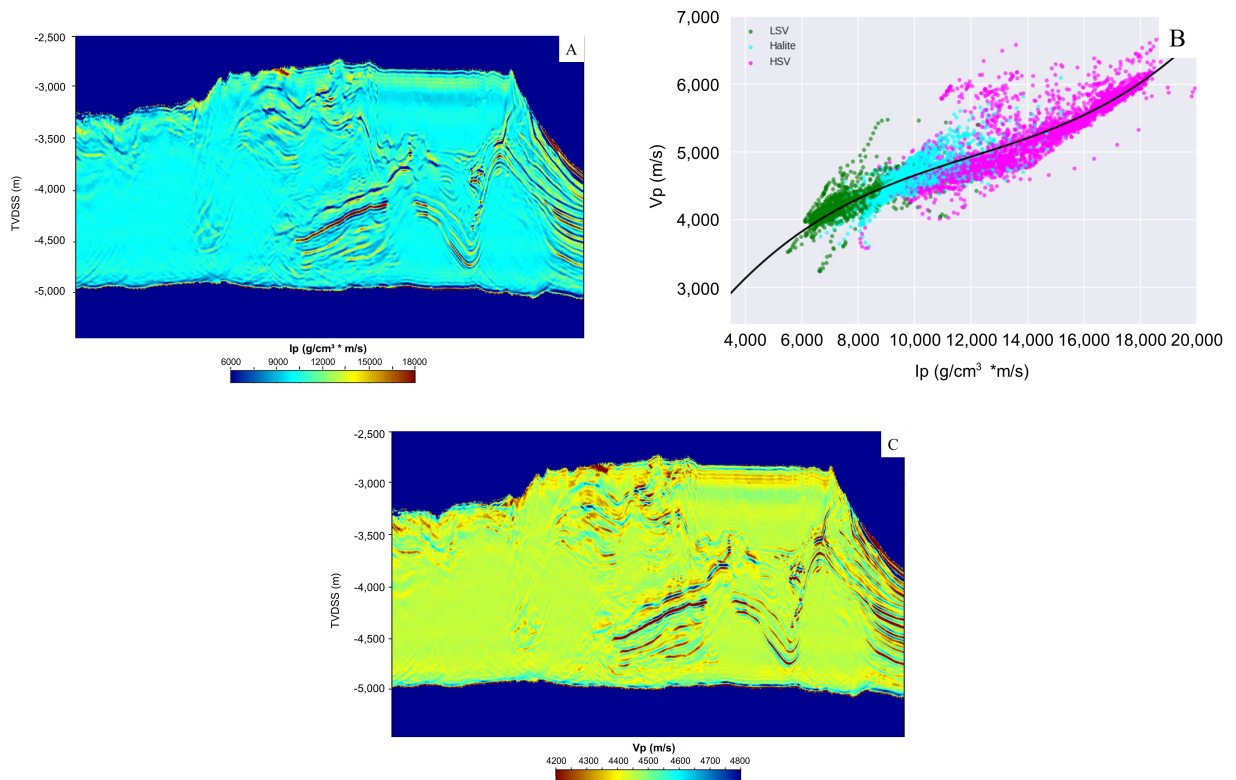 A
-2,500
-3,000
-3,500
-4,000
-4,500
-5,000
TVDSS (m)
Ip (g/cm³ * m/s)
6000 9000 12000 15000 18000
B
LSV
Halite
HSV
7,000
6,000
5,000
4,000
3,000
Vp (m/s)
4,000 6,000 8,000 10,000 12,000 14,000 16,000 18,000 20,000
Ip (g/cm³ *m/s)
C
-2,500
-3,000
-3,500
-4,000
-4,500
-5,000
TVDSS (m)
Vp (m/s)
4200 4300 4400 4500 4600 4700 4800